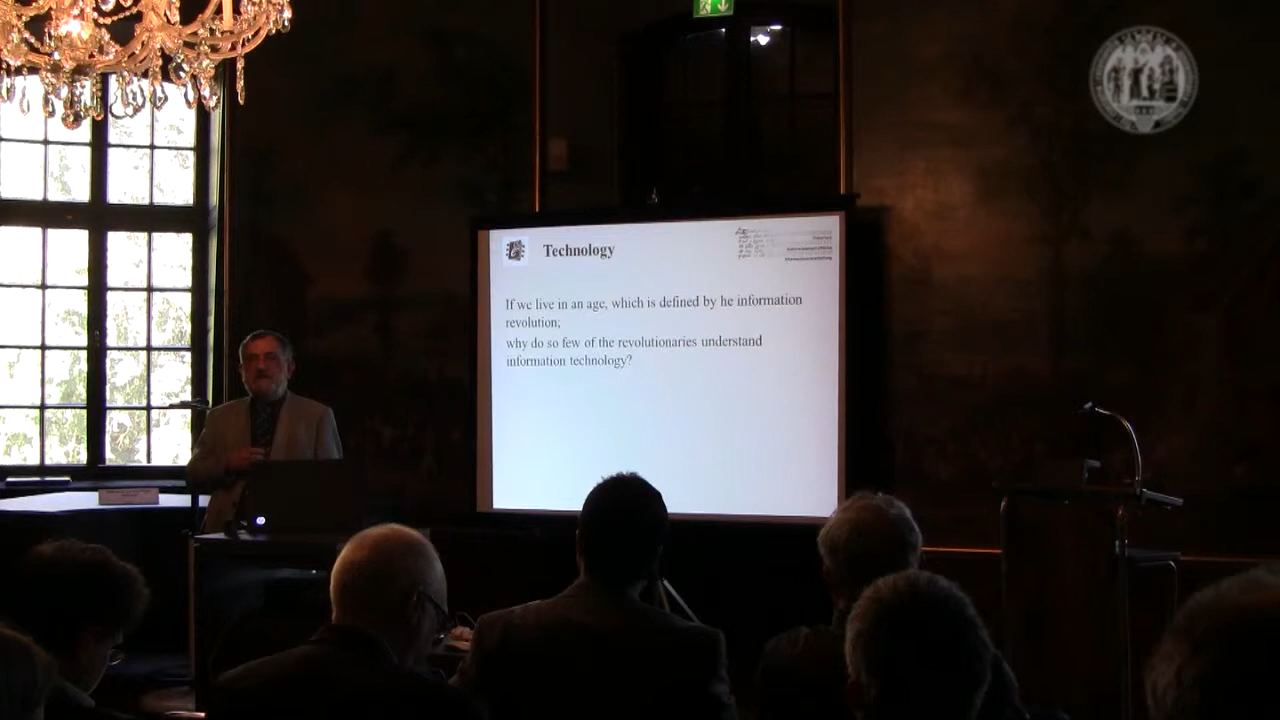 Technology
If we live in an age, which is defined by he information
revolution;
why do so few of the revolutionaries understand
information technology?